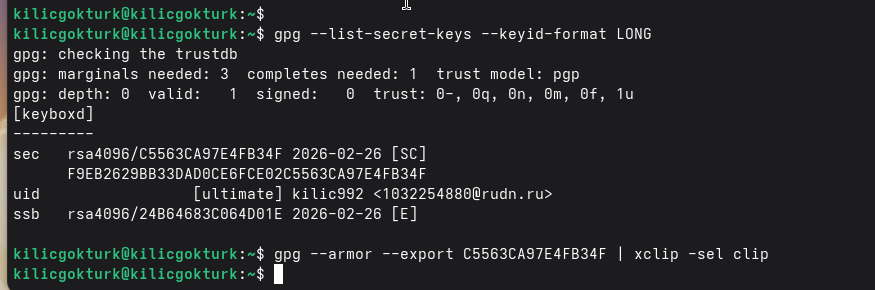 kilicgokturk@kilicgokturk:~$
kilicgokturk@kilicgokturk:~$ gpg --list-secret-keys --keyid-format LONG
gpg: checking the trustdb
gpg: marginals needed: 3  completes needed: 1  trust model: pgp
gpg: depth: 0  valid:   1  signed:   0  trust: 0-, 0q, 0n, 0m, 0f, 1u
[keyboxd]
---------
sec   rsa4096/C5563CA97E4FB34F 2026-02-26 [SC]
      F9EB2629BB33DAD0CE6FCE02C5563CA97E4FB34F
uid                 [ultimate] kilic992 <1032254880@rudn.ru>
ssb   rsa4096/24B64683C064D01E 2026-02-26 [E]
kilicgokturk@kilicgokturk:~$ gpg --armor --export C5563CA97E4FB34F | xclip -sel clip
kilicgokturk@kilicgokturk:~$